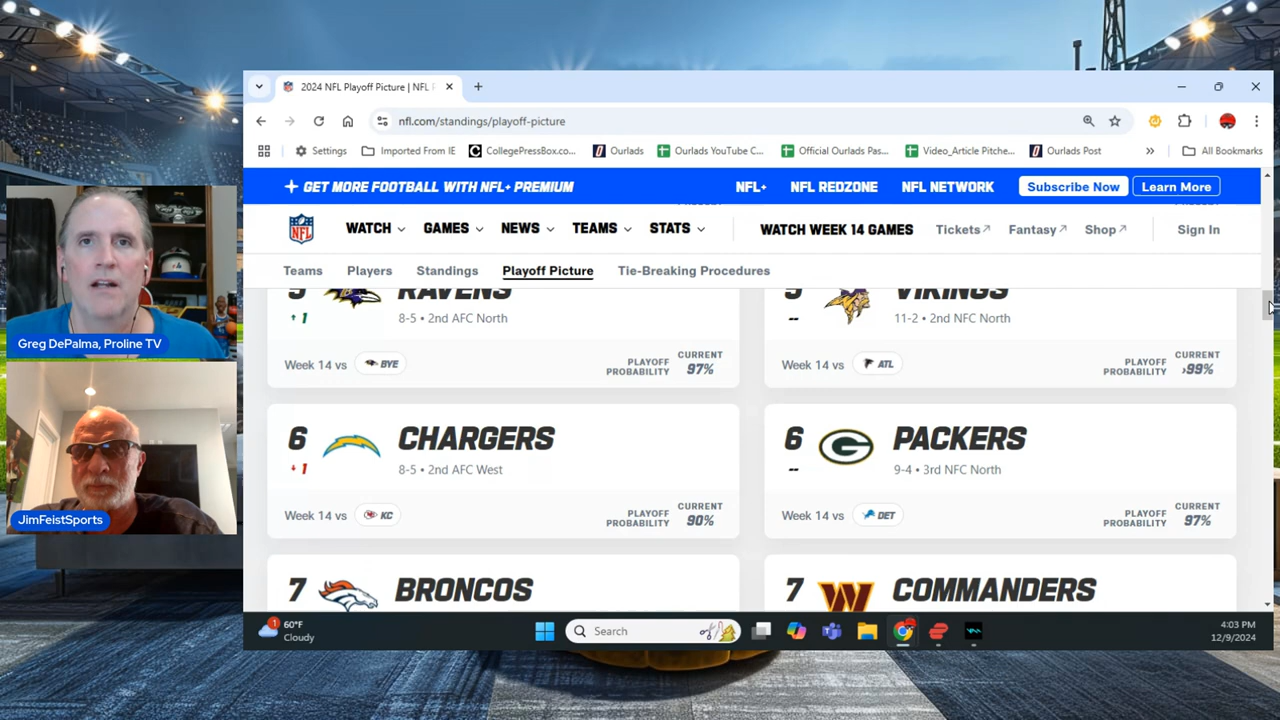 2024 NFL Playoff Picture | NFL
nfl.com/standings/playoff-picture
Settings
Imported From IE
CollegePressBox.co...
Ourlads
Ourlads YouTube C...
Official Ourlads Pas...
Video_Article Pitche...
Ourlads Post
»
All Bookmarks
GET MORE FOOTBALL WITH NFL+ PREMIUM
NFL+
NFL REDZONE
NFL NETWORK
Subscribe Now
Learn More
NFL
WATCH
GAMES
NEWS
TEAMS
STATS
WATCH WEEK 14 GAMES
Tickets
Fantasy
Shop
Sign In
Teams
Players
Standings
Playoff Picture
Tie-Breaking Procedures
5
RAVENS
1
8-5 • 2nd AFC North
Week 14 vs
BYE
PLAYOFF
PROBABILITY
CURRENT
97%
5
VIKINGS
--
11-2 • 2nd NFC North
Week 14 vs
ATL
PLAYOFF
PROBABILITY
CURRENT
>99%
6
CHARGERS
1
8-5 • 2nd AFC West
Week 14 vs
KC
PLAYOFF
PROBABILITY
CURRENT
90%
6
PACKERS
--
9-4 • 3rd NFC North
Week 14 vs
DET
PLAYOFF
PROBABILITY
CURRENT
97%
7
BRONCOS
7
COMMANDERS
Greg DePalma, Proline TV
JimFeistSports
1
60°F
Cloudy
Search
4:03 PM
12/9/2024